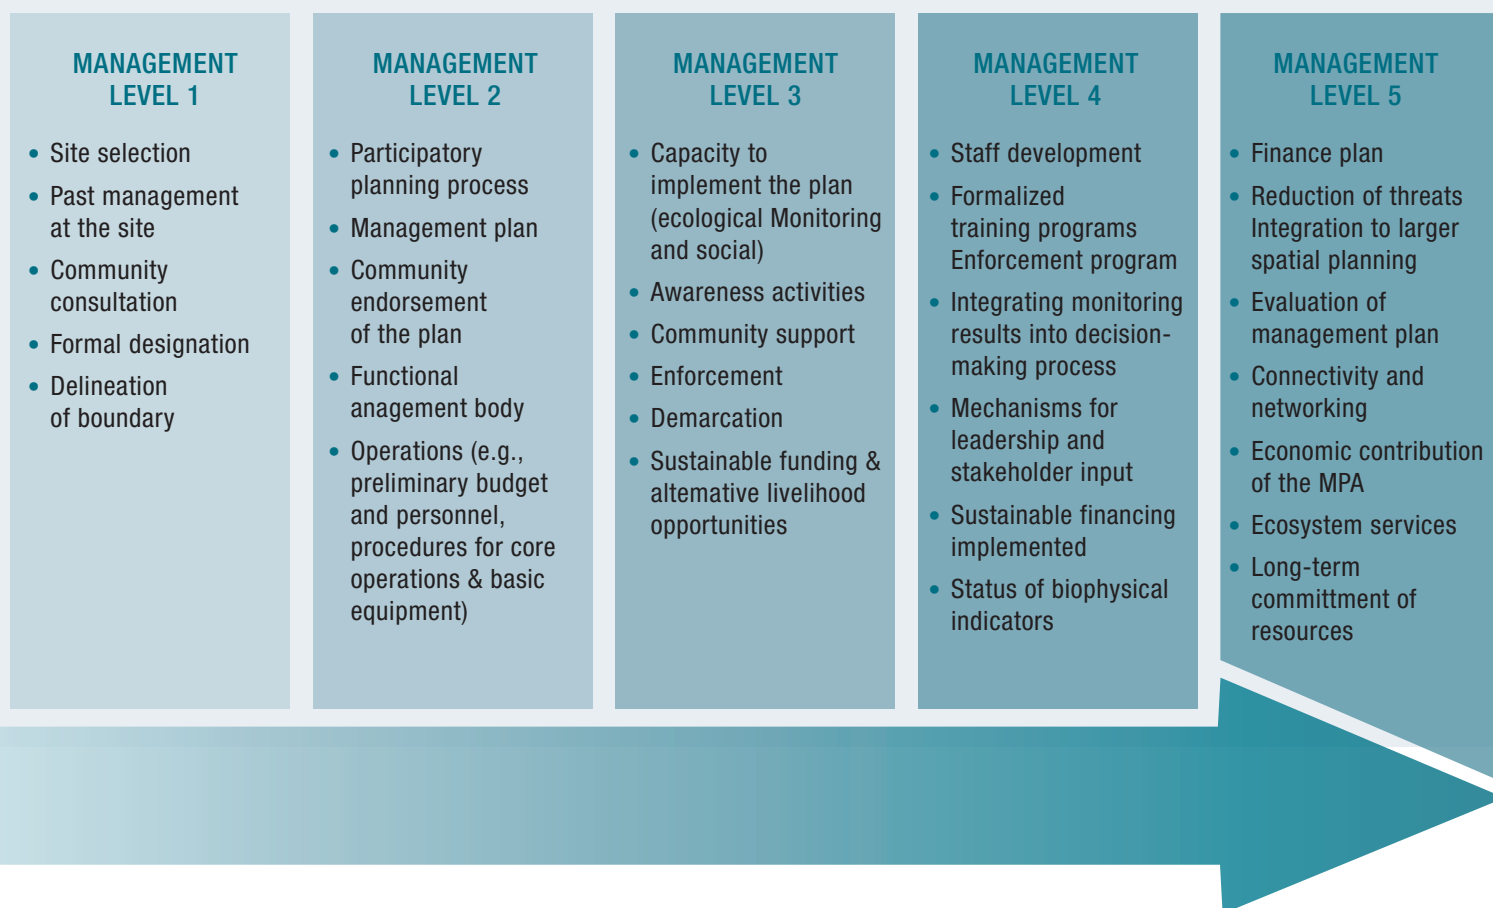 MANAGEMENT
LEVEL 1
• Site selection
• Past management
at the site
• Community
consultation
• Formal designation
• Delineation
of boundary
MANAGEMENT
LEVEL 2
• Participatory
planning process
• Management plan
• Community
endorsement
of the plan
• Functional
anagement body
• Operations (e.g.,
preliminary budget
and personnel,
procedures for core
operations & basic
equipment)
MANAGEMENT
LEVEL 3
• Capacity to
implement the plan
(ecological Monitoring
and social)
• Awareness activities
• Community support
• Enforcement
• Demarcation
• Sustainable funding &
altemative livelihood
opportunities
MANAGEMENT
LEVEL 4
• Staff development
• Formalized
training programs
Enforcement program
• Integrating monitoring
results into decision-
making process
• Mechanisms for
leadership and
stakeholder input
• Sustainable financing
implemented
• Status of biophysical
indicators
MANAGEMENT
LEVEL 5
• Finance plan
• Reduction of threats
Integration to larger
spatial planning
• Evaluation of
management plan
• Connectivity and
networking
• Economic contribution
of the MPA
• Ecosystem services
• Long-term
committment of
resources